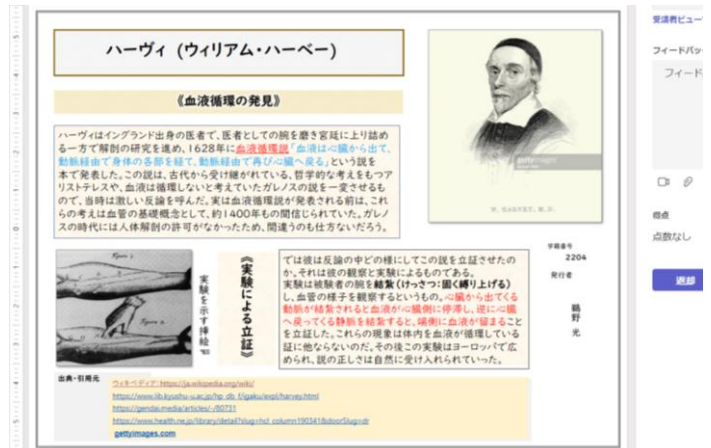 ハーヴィ (ウィリアム・ハーベー)
《血液循環の発見》
ハーヴィはイングランド出身の医者で、医者としての腕を磨き宮廷に上り詰め
る一方で解剖の研究を進め、1628年に血液循環説「血液は心臓から出て、
動脈経由で身体の各部を経て、動脈経由で再び心臓へ戻る」という説を
本で発表した。この説は、古代から受け継がれている、哲学的な考えをもつア
リストテレスや、血液は循環しないと考えていたガレノスの説を一変させるも
ので、当時は激しい反論を呼んだ。実は血液循環説が発表される前は、これ
らの考えは血管の基礎概念として、約1400年もの間信じられていた。ガレノ
スの時代には人体解剖の許可がなかったため、間違うのも仕方ないだろう。
gettyimages
W. HARVEY, M. D.
Figure 1.
Figure 2.
実験を示す挿絵
《実験による立証》
では彼は反論の中どの様にしてこの説を立証させたの
か。それは彼の観察と実験によるものである。
実験は被験者の腕を結紮(けっさつ:固く縛り上げる)
し、血管の様子を観察するというもの。心臓から出てくる
動脈が結紮されると血液が心臓側に停滞し、逆に心臓
へ戻ってくる静脈を結紮すると、端側に血液が留まること
を立証した。これらの現象は体内を血液が循環している
証に他ならないのだ。その後この実験はヨーロッパで広
められ、説の正しさは自然に受け入れられていった。
学籍番号
2204
発行者
鶴野 光
出典・引用元
ウィキペディア:https://ja.wikipedia.org/wiki/
https://www.lib.kyushu-u.ac.jp/hp_db_f/igaku/expl/harvey.html
https://gendai.media/articles/-/80731
https://www.health.ne.jp/library/detail?slug=hcl_column190341&doorSlug=dr
gettyimages.com
受講者ビュー
フィードバッ
フィード
得点
点数なし
返却